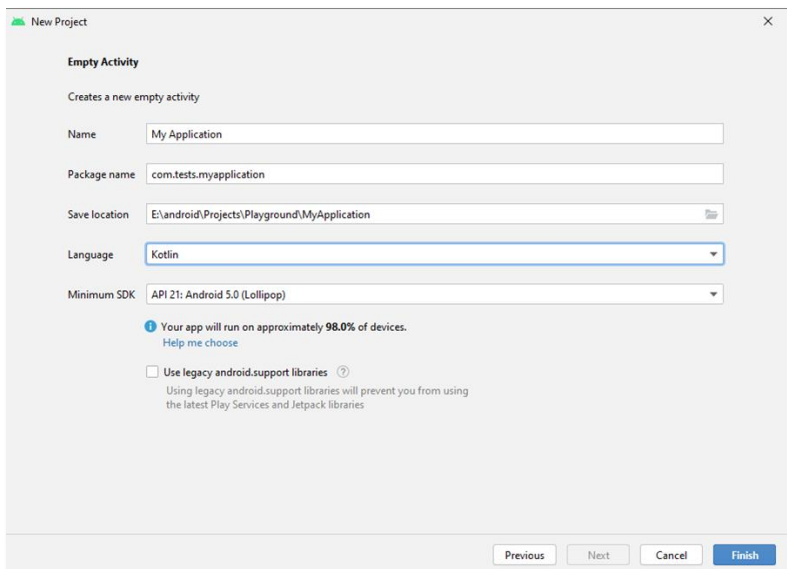 New Project
Empty Activity
Creates a new empty activity
Name My Application
Package name com.tests.myapplication
Save location E:\android\Projects\Playground\MyApplication
Language Kotlin
Minimum SDK API 21: Android 5.0 (Lollipop)
Your app will run on approximately 98.0% of devices.
Help me choose
Use legacy android.support libraries ?
Using legacy android.support libraries will prevent you from using
the latest Play Services and Jetpack libraries
Previous Next Cancel Finish